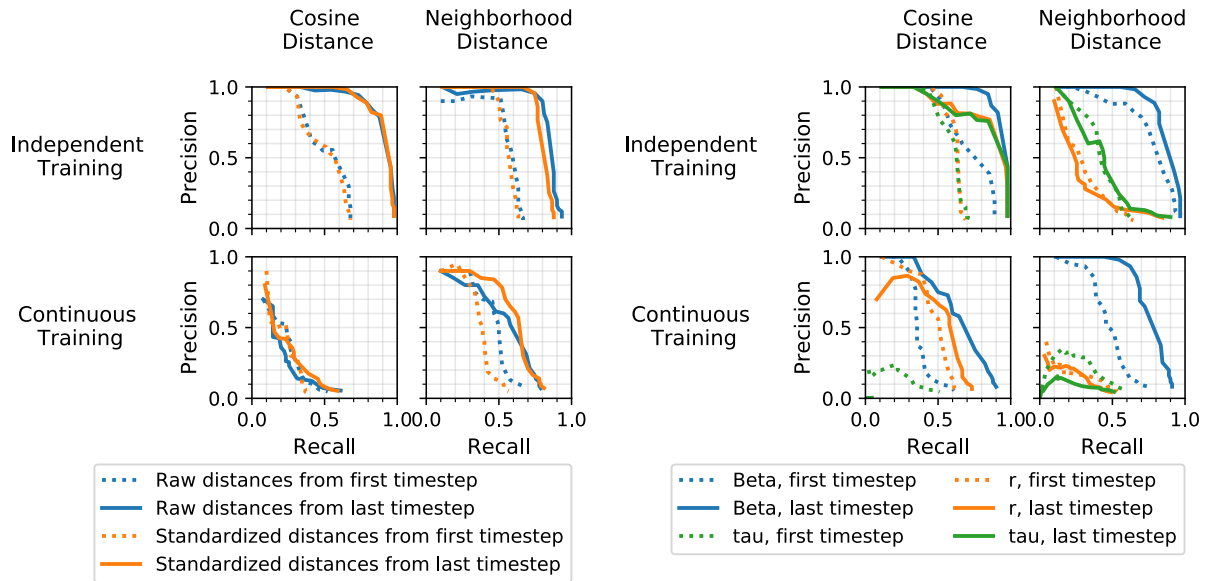 Cosine
Distance
Neighborhood
Distance
Cosine
Distance
Neighborhood
Distance
Independent
Training
Precision
1.0
0.5
0.0
Independent
Training
Precision
1.0
0.5
0.0
Continuous
Training
Precision
1.0
0.5
0.0
0.0 0.5 1.0
Recall
0.0 0.5 1.0
Recall
Continuous
Training
Precision
1.0
0.5
0.0
0.0 0.5 1.0
Recall
0.0 0.5 1.0
Recall
Raw distances from first timestep
Raw distances from last timestep
Standardized distances from first timestep
Standardized distances from last timestep
Beta, first timestep
Beta, last timestep
tau, first timestep
r, first timestep
r, last timestep
tau, last timestep